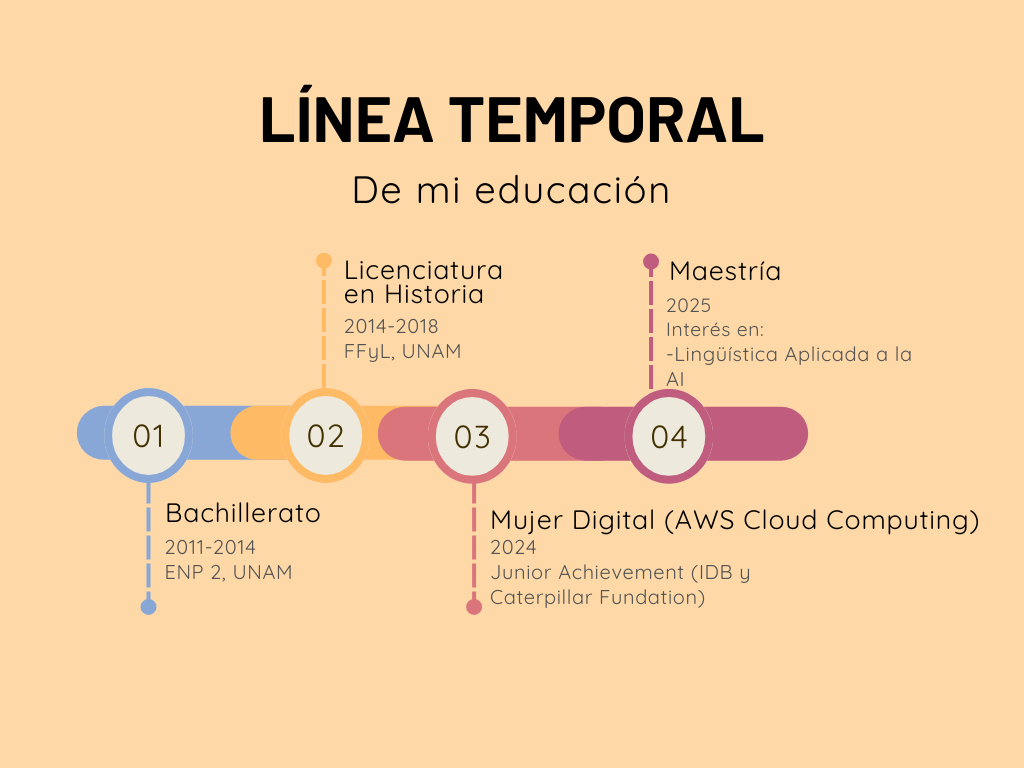 LÍNEA TEMPORAL
De mi educación
Licenciatura
en Historia
2014-2018
FFyL, UNAM
Maestría
2025
Interés en:
-Lingüística Aplicada a la
AI
01
02
03
04
Bachillerato
2011-2014
ENP 2, UNAM
Mujer Digital (AWS Cloud Computing)
2024
Junior Achievement (IDB y
Caterpillar Fundation)